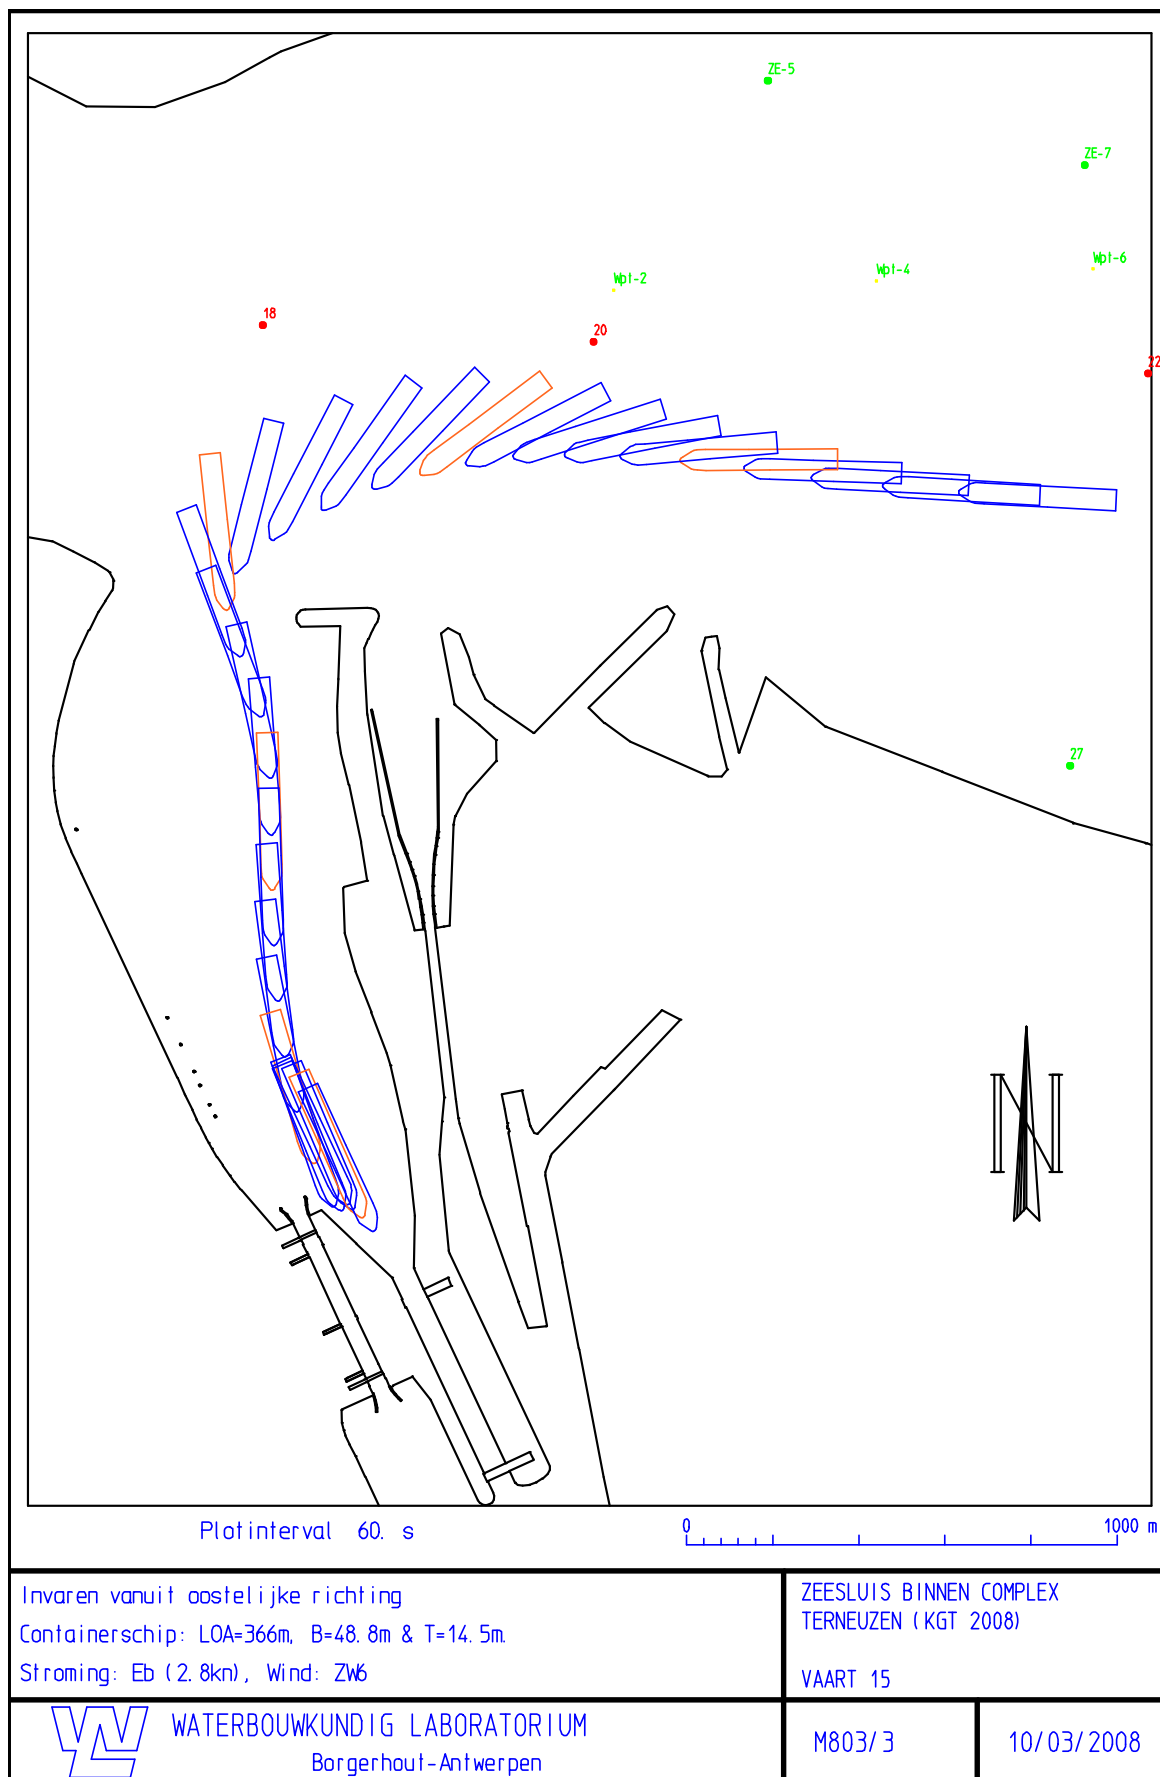 ZE-5
ZE-7
Wpt-6
Wpt-4
Wpt-2
18
20
22
27
N
Plotinterval 60. s
0
1000 m
Invaren vanuit oostelijke richting
Containerschip: LOA=366m, B=48.8m & T=14.5m.
Stroming: Eb (2.8kn), Wind: ZW6
ZEESLUIS BINNEN COMPLEX
TERNEUZEN (KGT 2008)
VAART 15
WATERBOUWKUNDIG LABORATORIUM
Borgerhout-Antwerpen
M803/3
10/03/2008